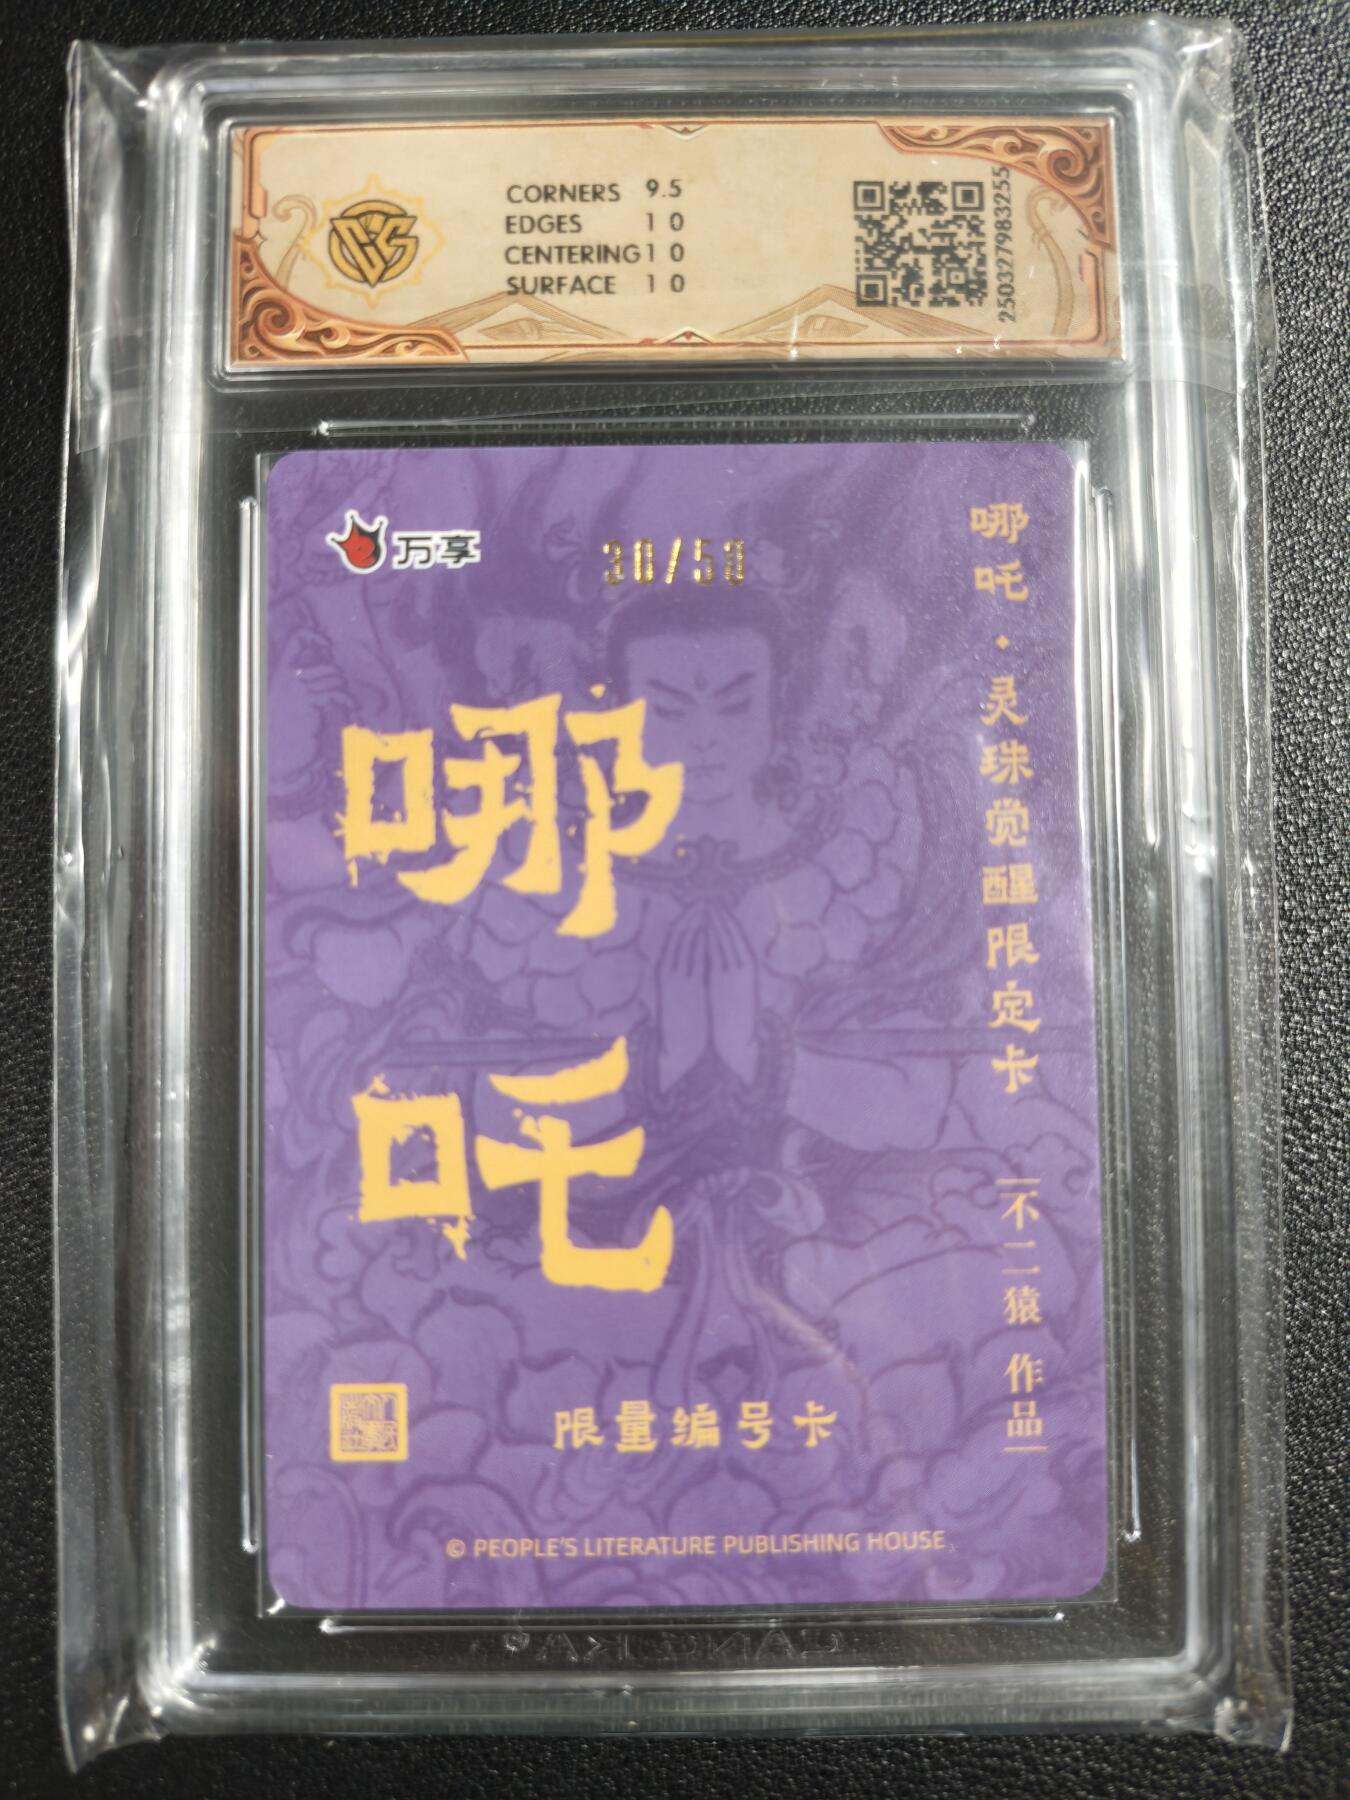 CORNERS 9.5
EDGES 10
CENTERING 10
SURFACE 10
2503279832​55
万享
30/50
哪吒
哪吒·灵珠觉醒限定卡
不二猿 作品
限量编号卡
© PEOPLE'S LITERATURE PUBLISHING HOUSE